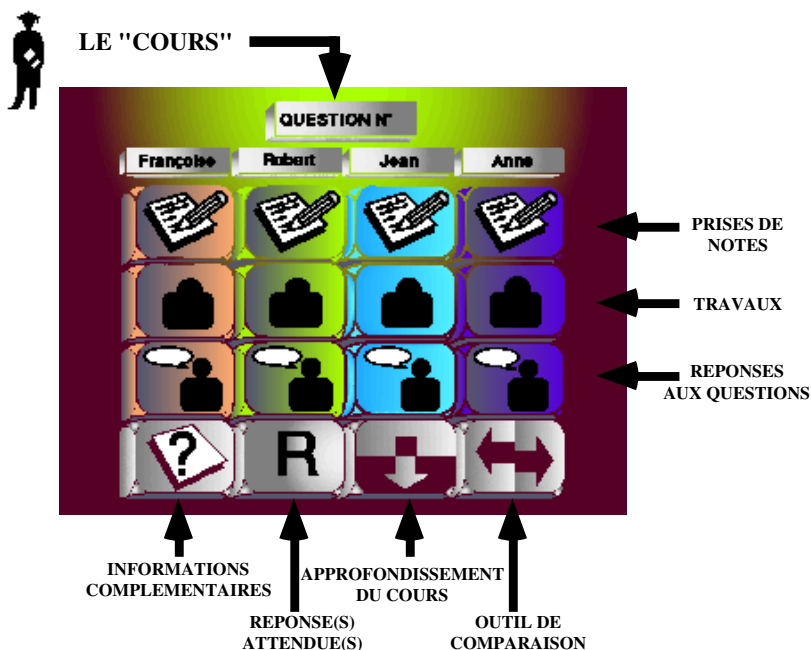 LE "COURS"
QUESTION N°
Françoise Robert Jean Anne
PRISES DE
NOTES
TRAVAUX
REPONSES
AUX QUESTIONS
?
R
INFORMATIONS
COMPLEMENTAIRES
APPROFONDISSEMENT
DU COURS
REPONSE(S)
ATTENDUE(S)
OUTIL DE
COMPARAISON